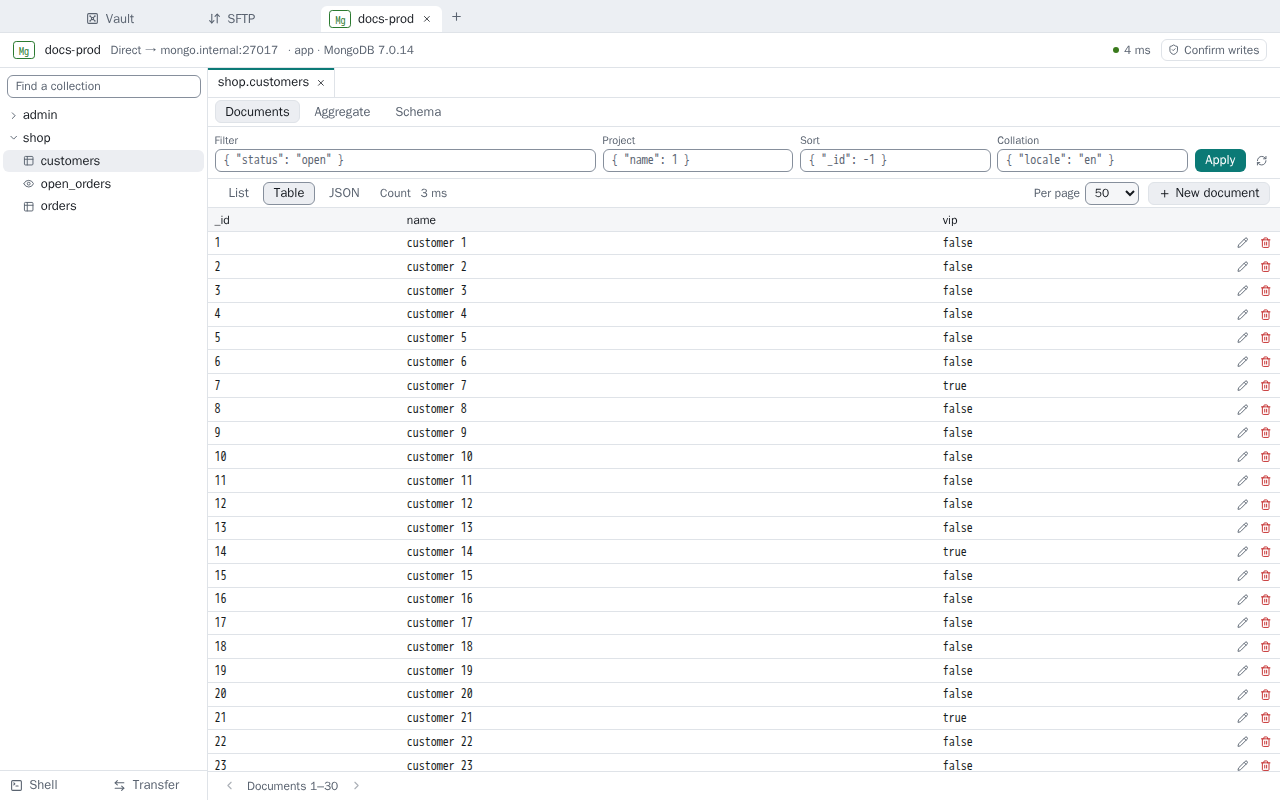 Vault
SFTP
Mg docs-prod × +
Mg docs-prod Direct → mongo.internal:27017 · app · MongoDB 7.0.14
4 ms Confirm writes
Find a collection
admin
shop
customers
open_orders
orders
shop.customers ×
Documents Aggregate Schema
Filter Project Sort Collation
{ "status": "open" } { "name": 1 } { "_id": -1 } { "locale": "en" } Apply
List Table JSON Count 3 ms Per page 50 + New document
_id name vip
1 customer 1 false
2 customer 2 false
3 customer 3 false
4 customer 4 false
5 customer 5 false
6 customer 6 false
7 customer 7 true
8 customer 8 false
9 customer 9 false
10 customer 10 false
11 customer 11 false
12 customer 12 false
13 customer 13 false
14 customer 14 true
15 customer 15 false
16 customer 16 false
17 customer 17 false
18 customer 18 false
19 customer 19 false
20 customer 20 false
21 customer 21 true
22 customer 22 false
23 customer 23 false
Shell Transfer
Documents 1–30